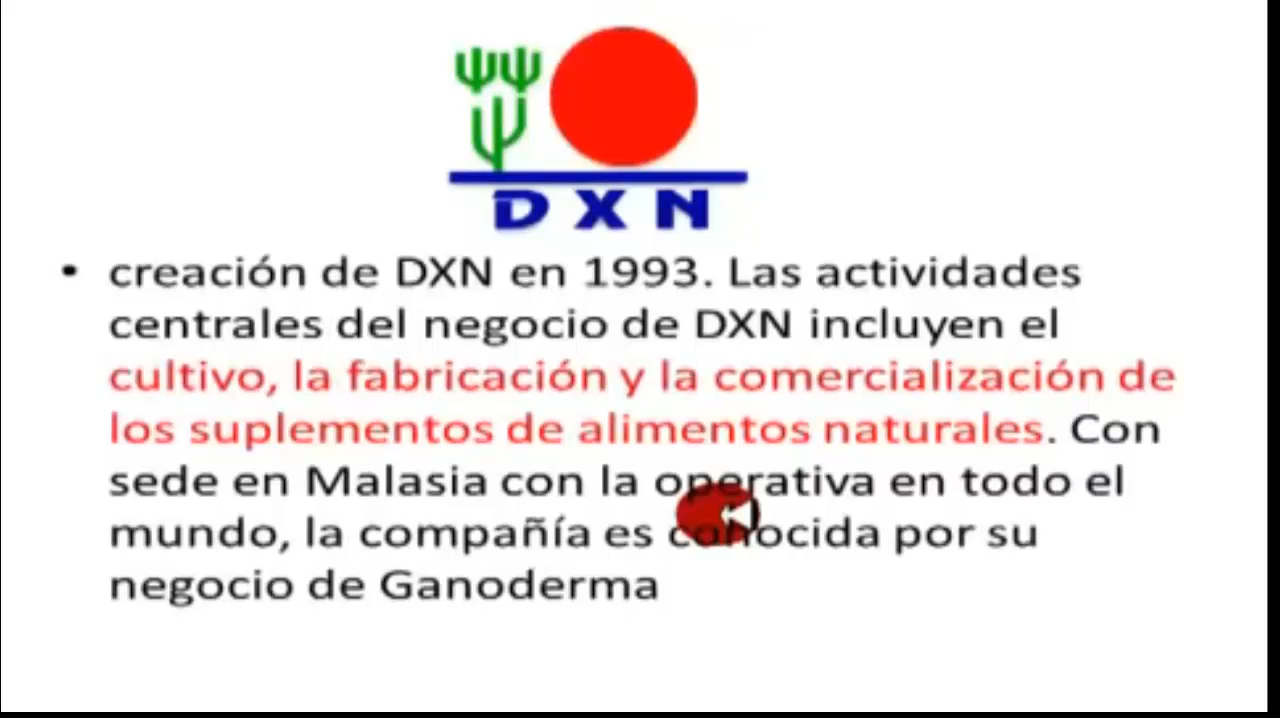 DXN
• creación de DXN en 1993. Las actividades
centrales del negocio de DXN incluyen el
cultivo, la fabricación y la comercialización de
los suplementos de alimentos naturales. Con
sede en Malasia con la operativa en todo el
mundo, la compañía es conocida por su
negocio de Ganoderma